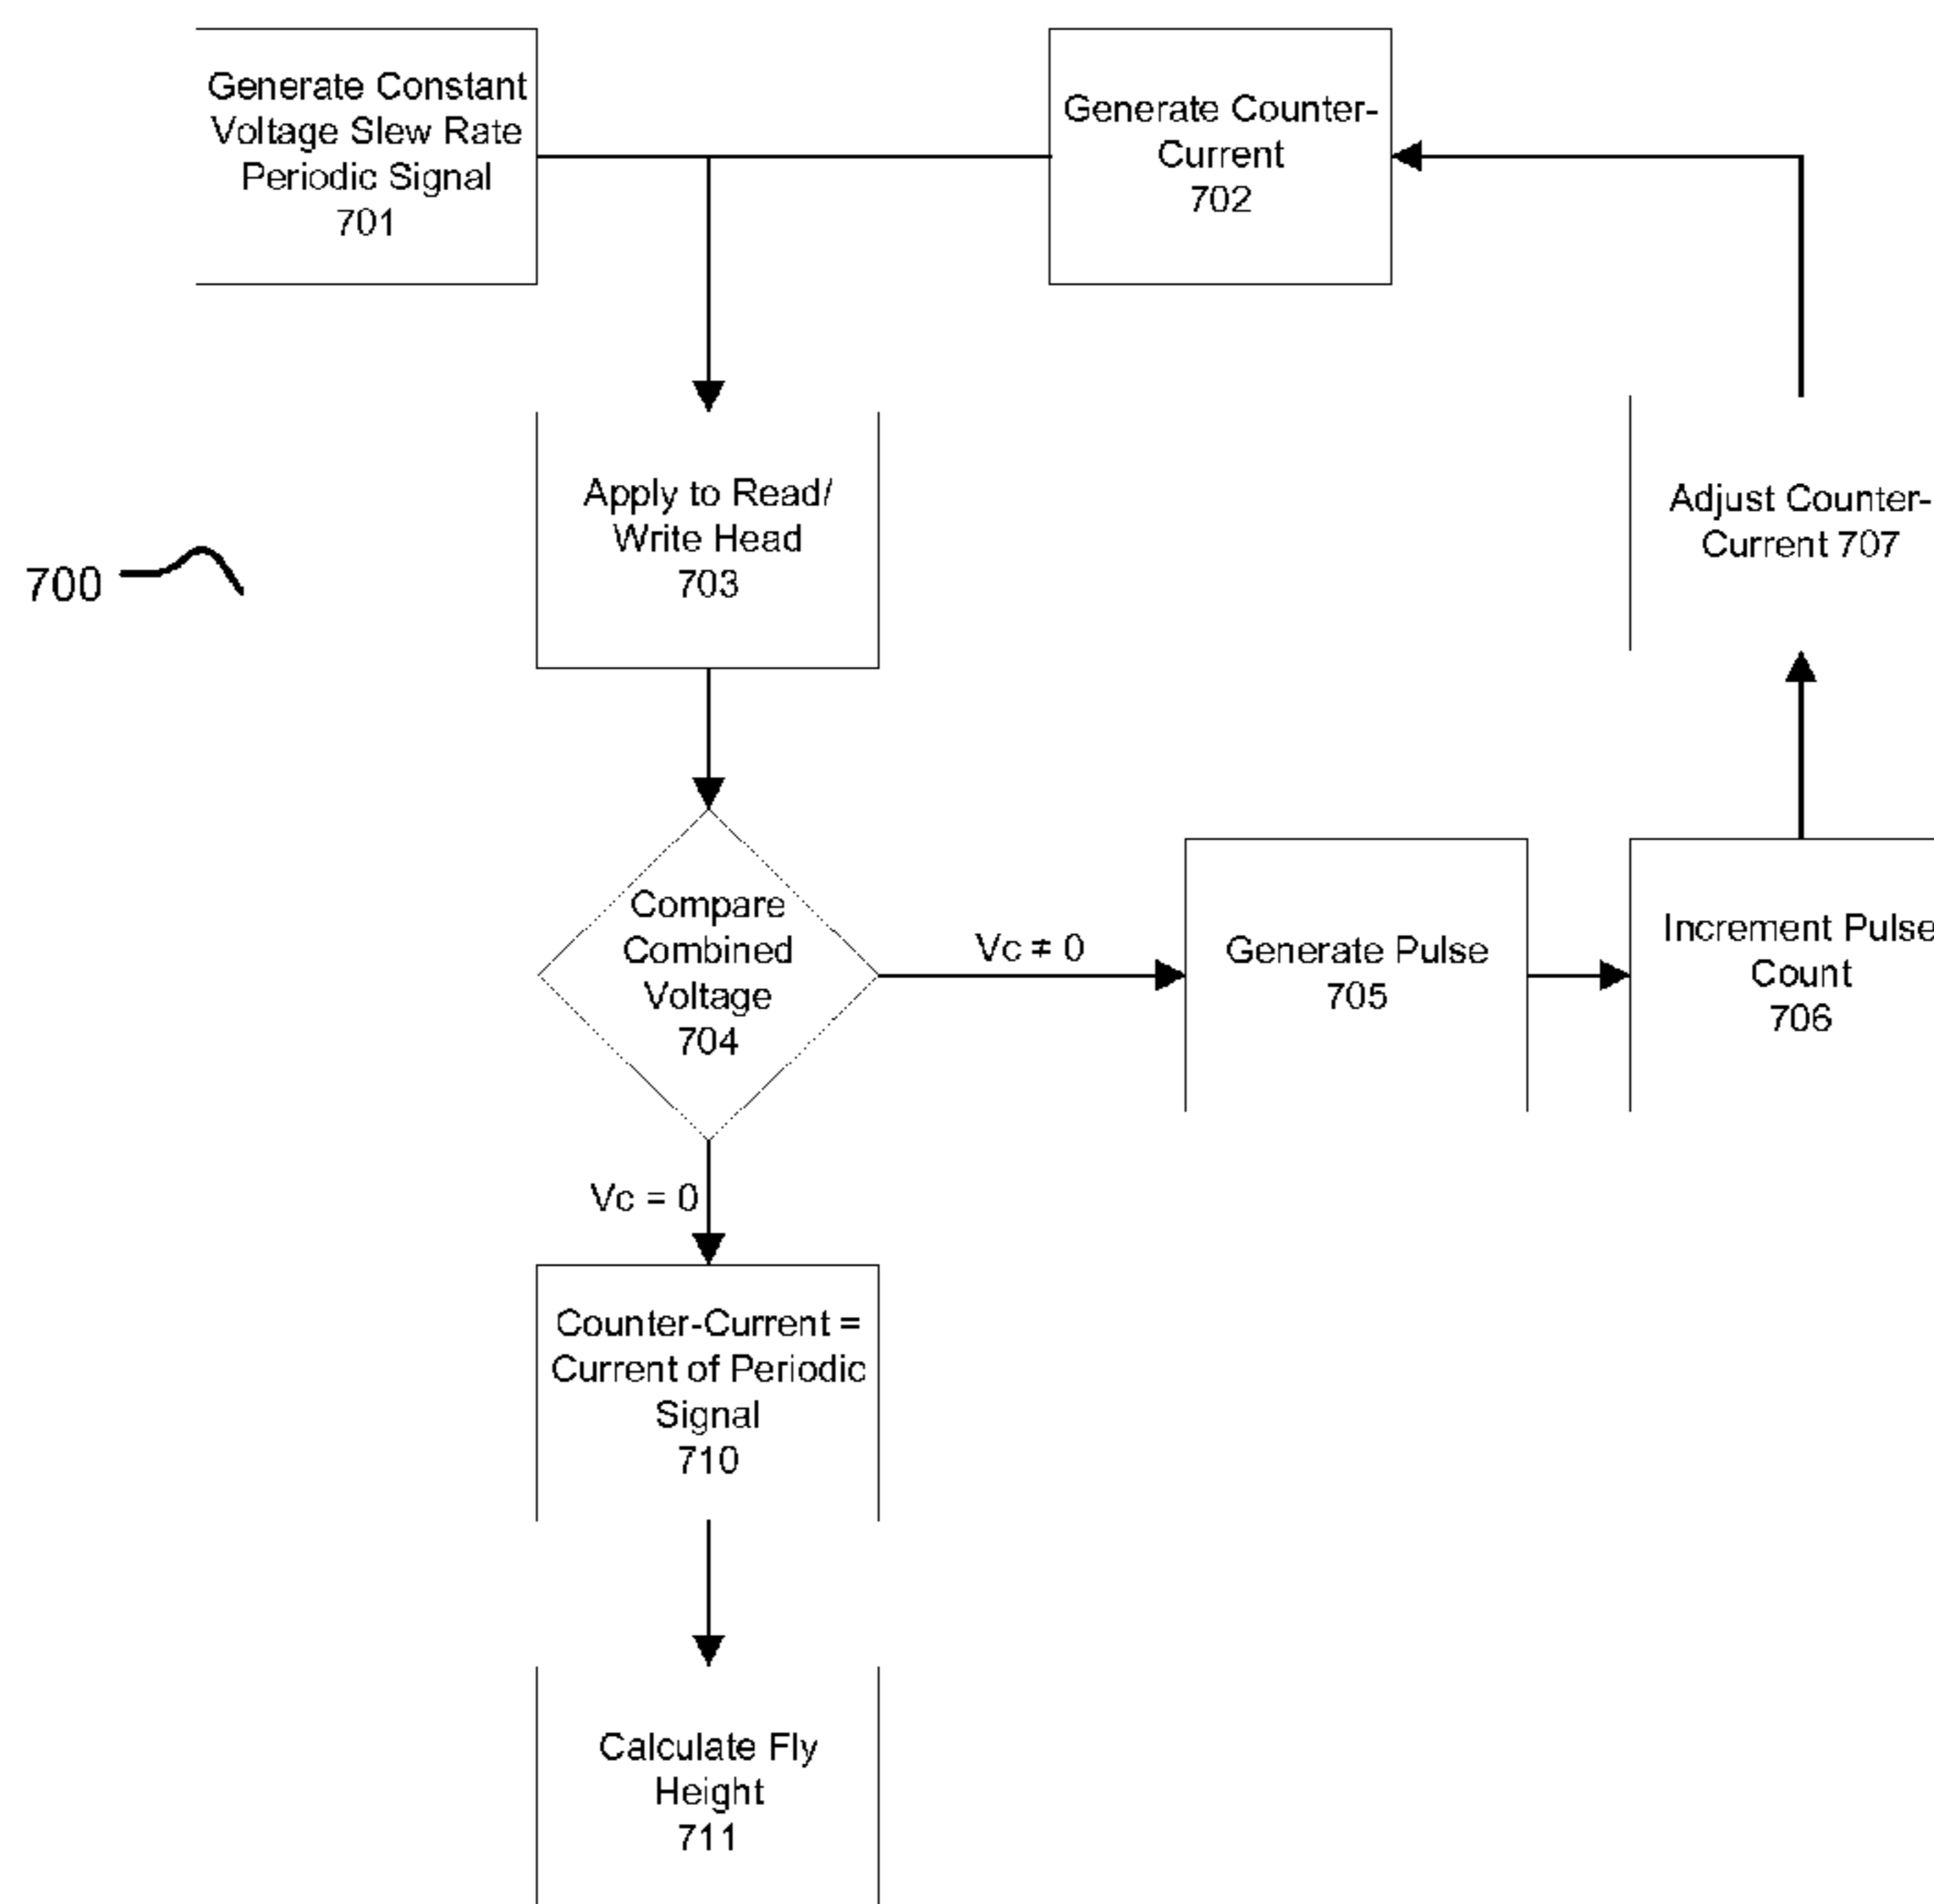 Generate Constant
Voltage Slew Rate
Periodic Signal
701
Generate Counter-
Current
702
Apply to Read/
Write Head
703
Adjust Counter-
Current 707
700
Compare
Combined
Voltage
704
Vc ≠ 0
Generate Pulse
705
Increment Pulse
Count
706
Vc = 0
Counter-Current =
Current of Periodic
Signal
710
Calculate Fly
Height
711